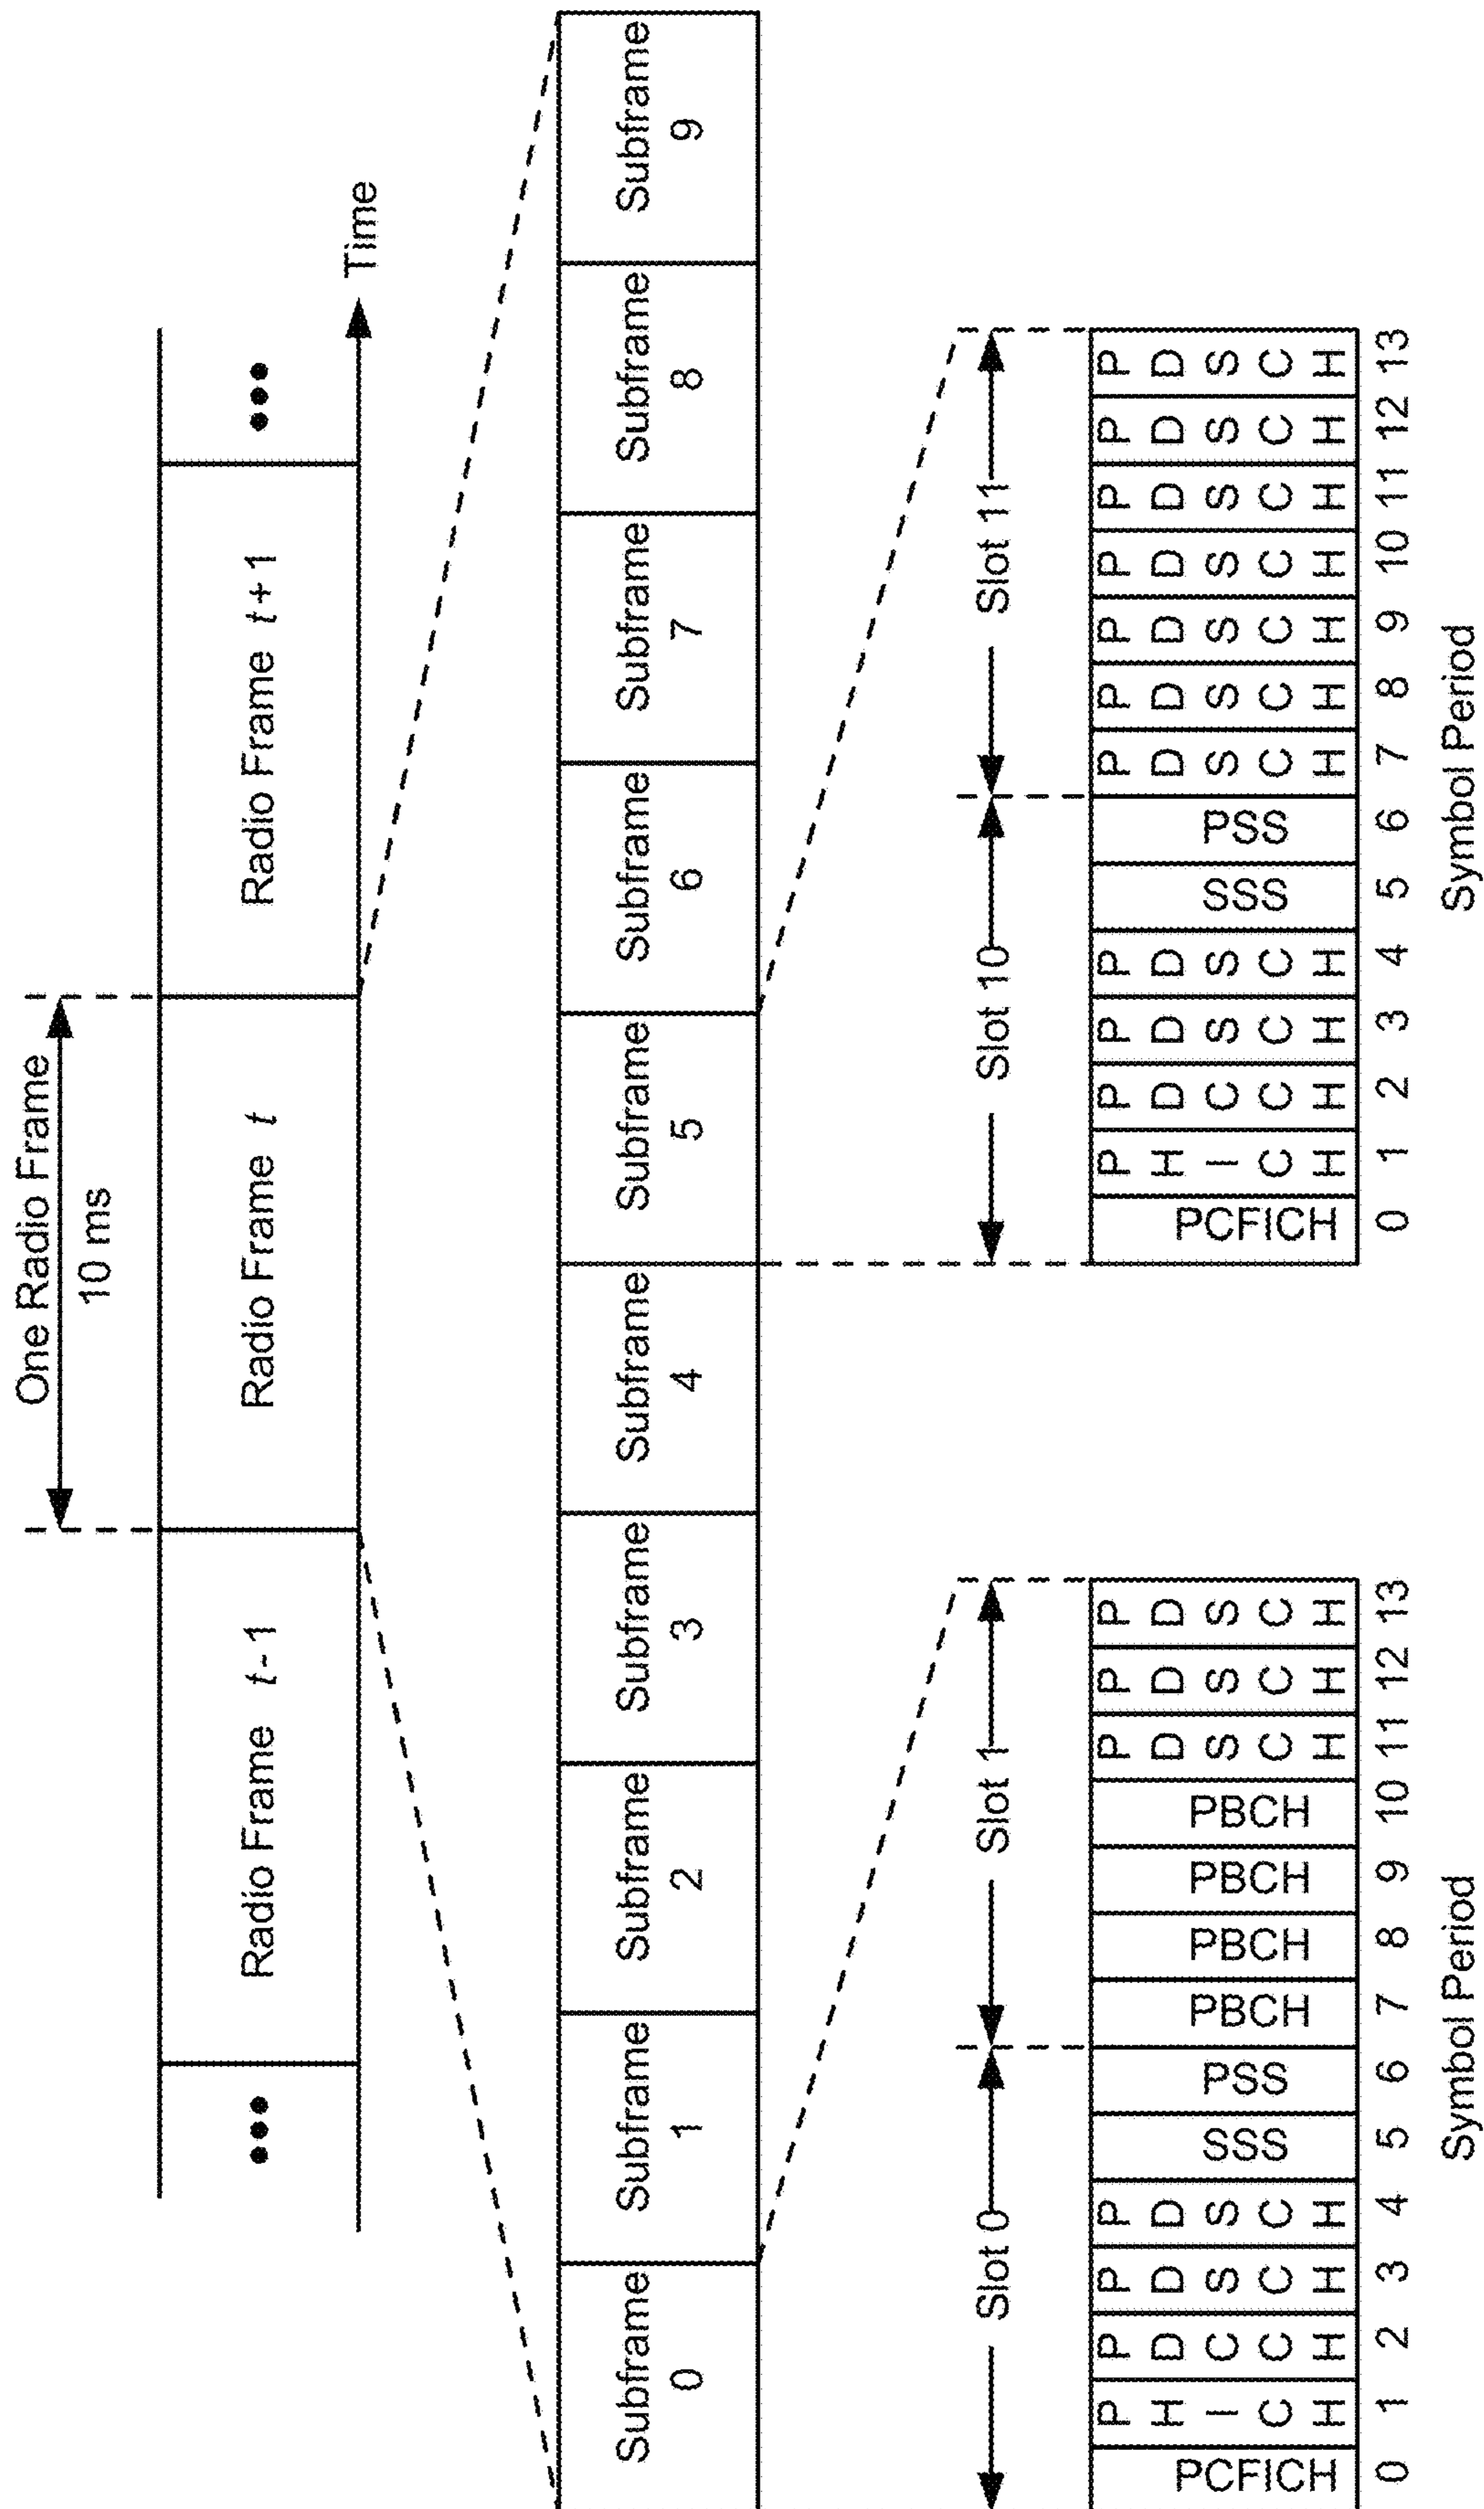 One Radio Frame
10 ms
•••
Radio Frame t-1
Radio Frame t
Radio Frame t+1
•••
Time
Subframe 0
Subframe 1
Subframe 2
Subframe 3
Subframe 4
Subframe 5
Subframe 6
Subframe 7
Subframe 8
Subframe 9
Slot 0
Slot 1
PCFICH
PHICH
PDCCH
PDSCH
PDSCH
SSS
PSS
PBCH
PBCH
PBCH
PBCH
PDSCH
PDSCH
PDSCH
0 1 2 3 4 5 6 7 8 9 10 11 12 13
Symbol Period
Slot 10
Slot 11
PCFICH
PHICH
PDCCH
PDSCH
PDSCH
SSS
PSS
PDSCH
PDSCH
PDSCH
PDSCH
PDSCH
PDSCH
PDSCH
0 1 2 3 4 5 6 7 8 9 10 11 12 13
Symbol Period